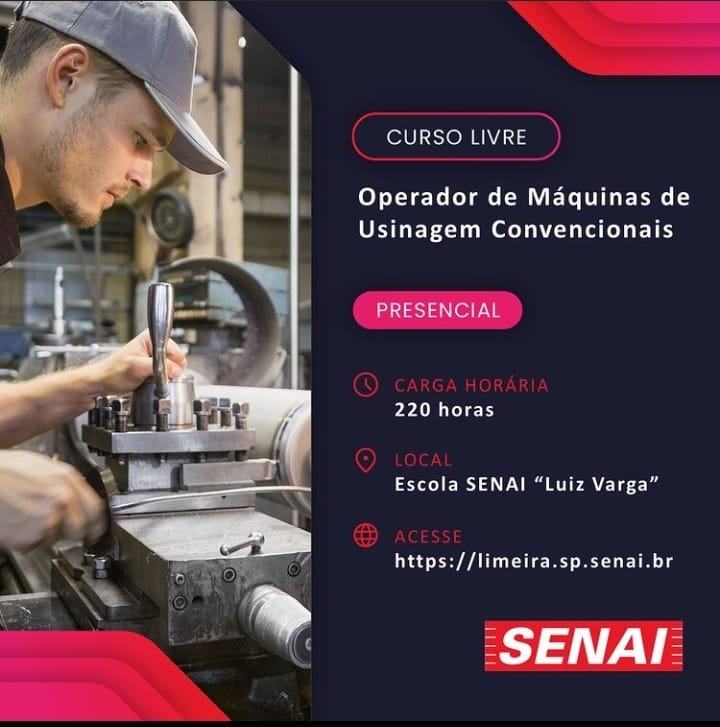 CURSO LIVRE
Operador de Máquinas de
Usinagem Convencionais
PRESENCIAL
CARGA HORÁRIA
220 horas
LOCAL
Escola SENAI “Luiz Varga”
ACESSE
https://limeira.sp.senai.br
SENAI